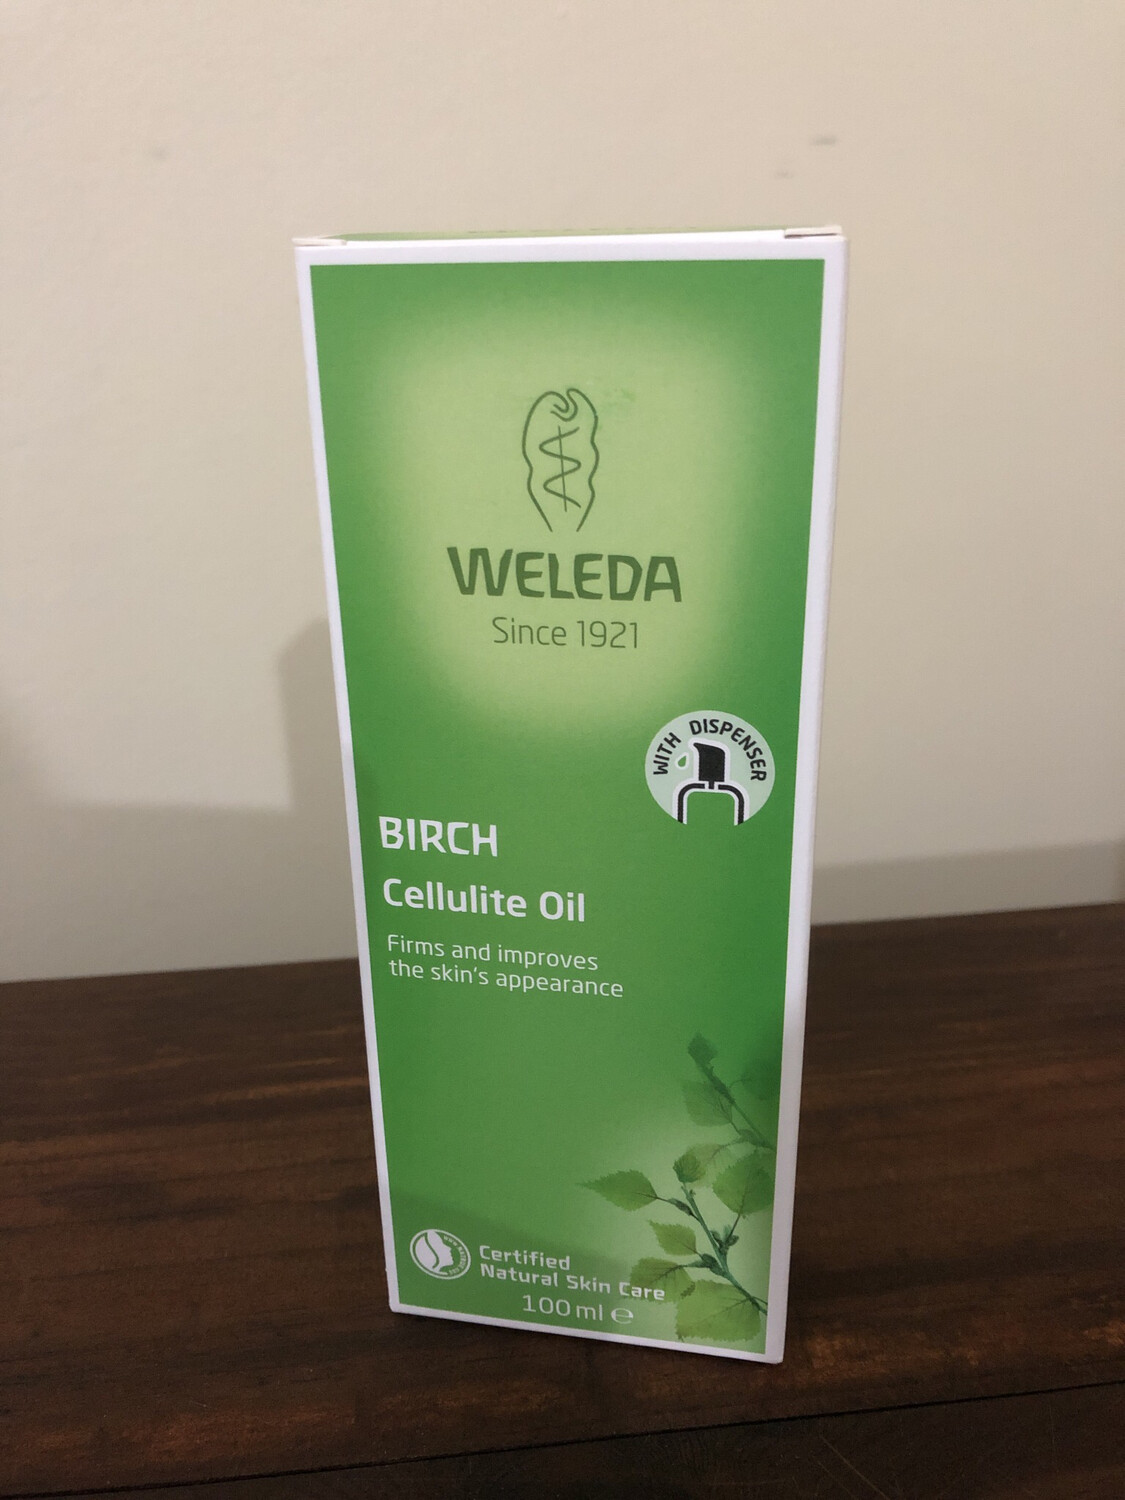 WELEDA
Since 1921
WITH DISPENSER
BIRCH
Cellulite Oil
Firms and improves
the skin's appearance
Certified
Natural Skin Care
100 ml ℮